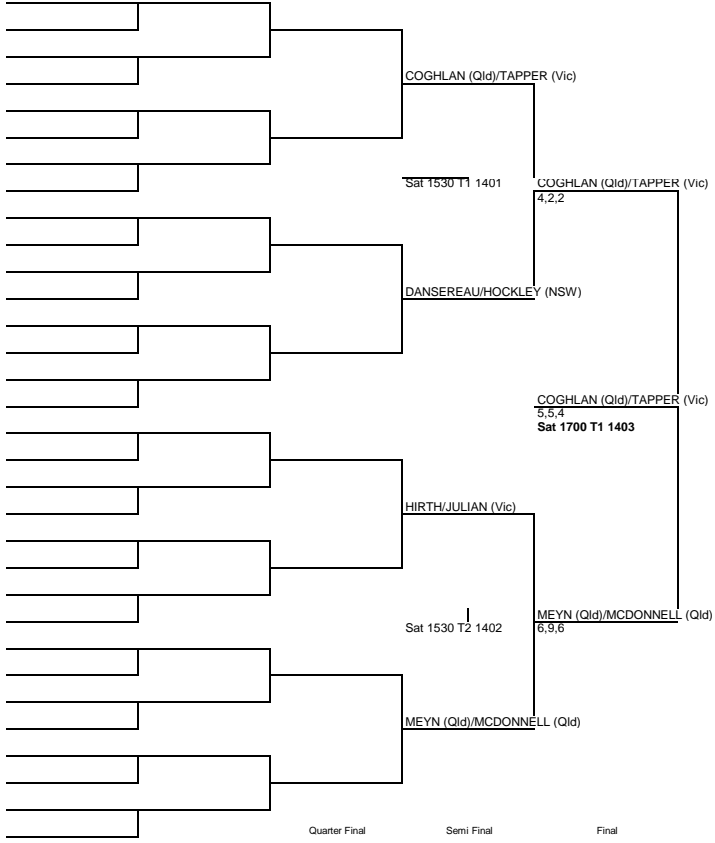 COGHLAN (Qld)/TAPPER (Vic)
Sat 1530 T1 1401
COGHLAN (Qld)/TAPPER (Vic)
4,2,2
DANSEREAU/HOCKLEY (NSW)
COGHLAN (Qld)/TAPPER (Vic)
5,5,4
Sat 1700 T1 1403
HIRTH/JULIAN (Vic)
MEYN (Qld)/MCDONNELL (Qld)
Sat 1530 T2 1402
6,9,6
MEYN (Qld)/MCDONNELL (Qld)
Quarter Final
Semi Final
Final